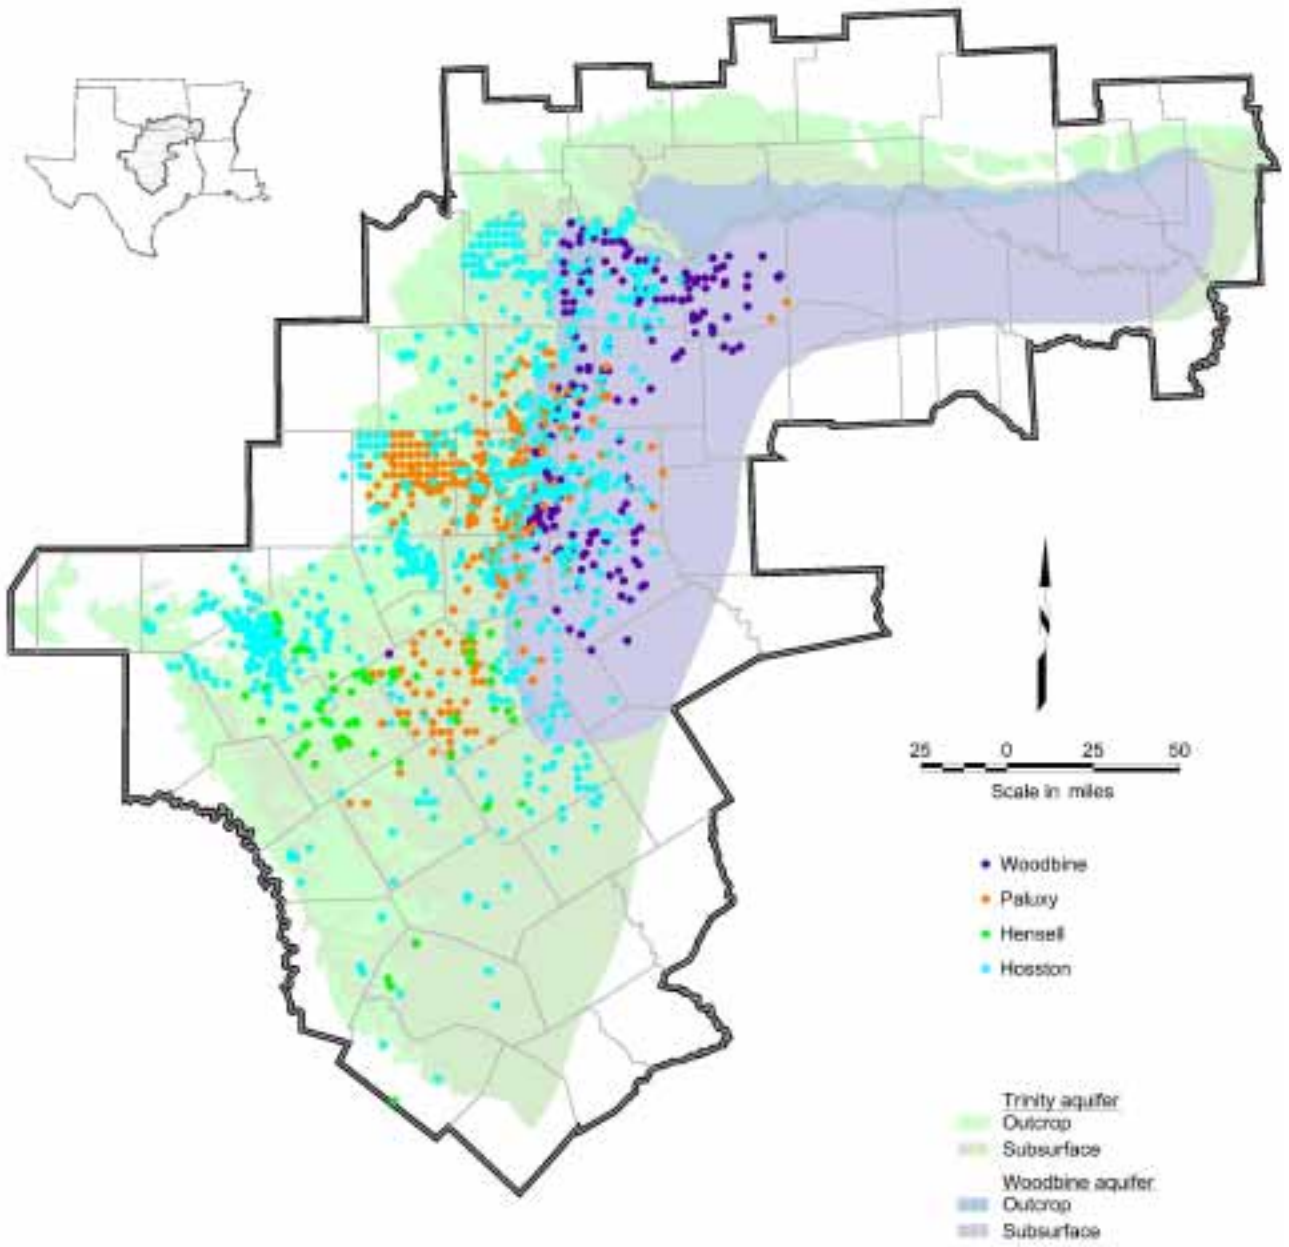 25 0 25 50
Scale in miles
Woodbine
Paluxy
Hensell
Hosston
Trinity aquifer
Outcrop
Subsurface
Woodbine aquifer
Outcrop
Subsurface